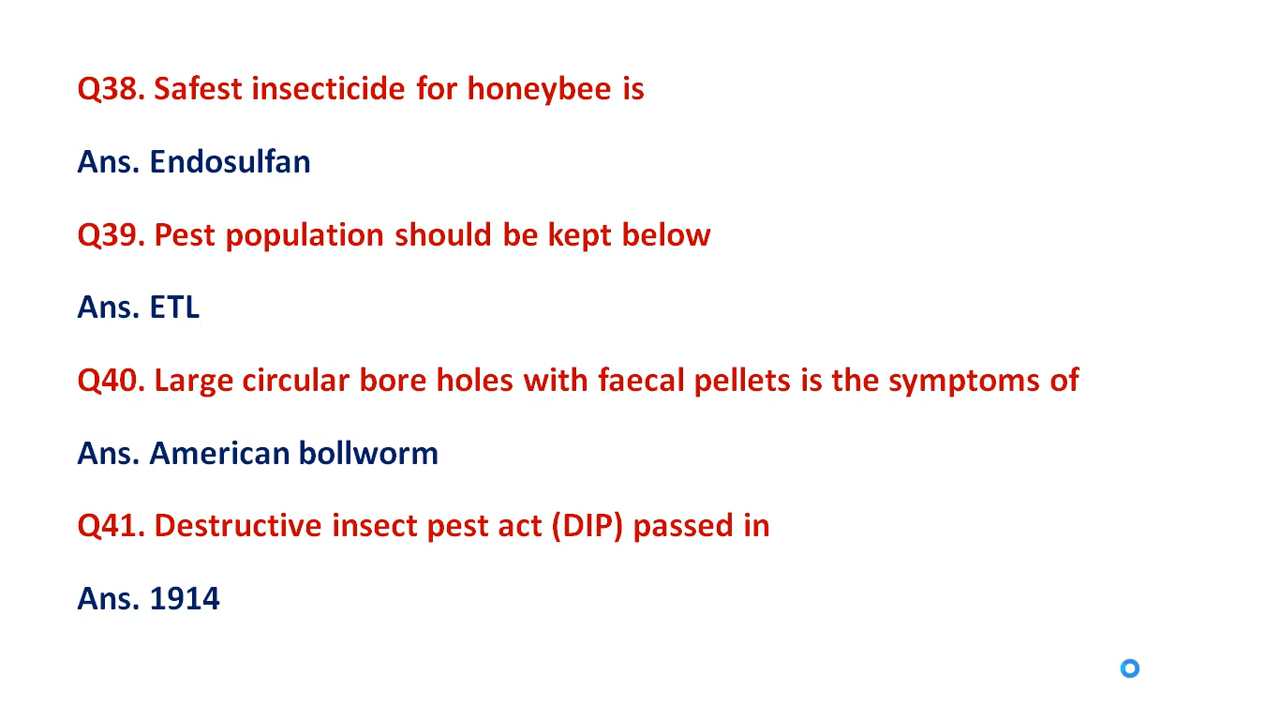 Q38. Safest insecticide for honeybee is
Ans. Endosulfan
Q39. Pest population should be kept below
Ans. ETL
Q40. Large circular bore holes with faecal pellets is the symptoms of
Ans. American bollworm
Q41. Destructive insect pest act (DIP) passed in
Ans. 1914